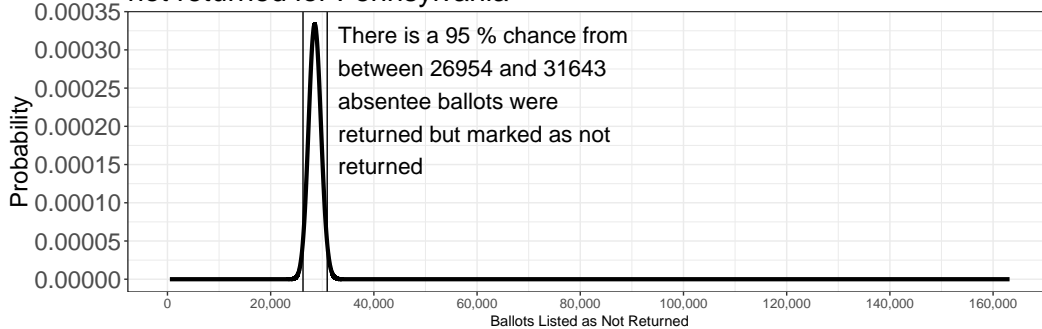 not returned for Pennsylvania
0.00035
0.00030
0.00025
0.00020
0.00015
0.00010
0.00005
0.00000
Probability
There is a 95 % chance from
between 26954 and 31643
absentee ballots were
returned but marked as not
returned
0 20,000 40,000 60,000 80,000 100,000 120,000 140,000 160,000
Ballots Listed as Not Returned